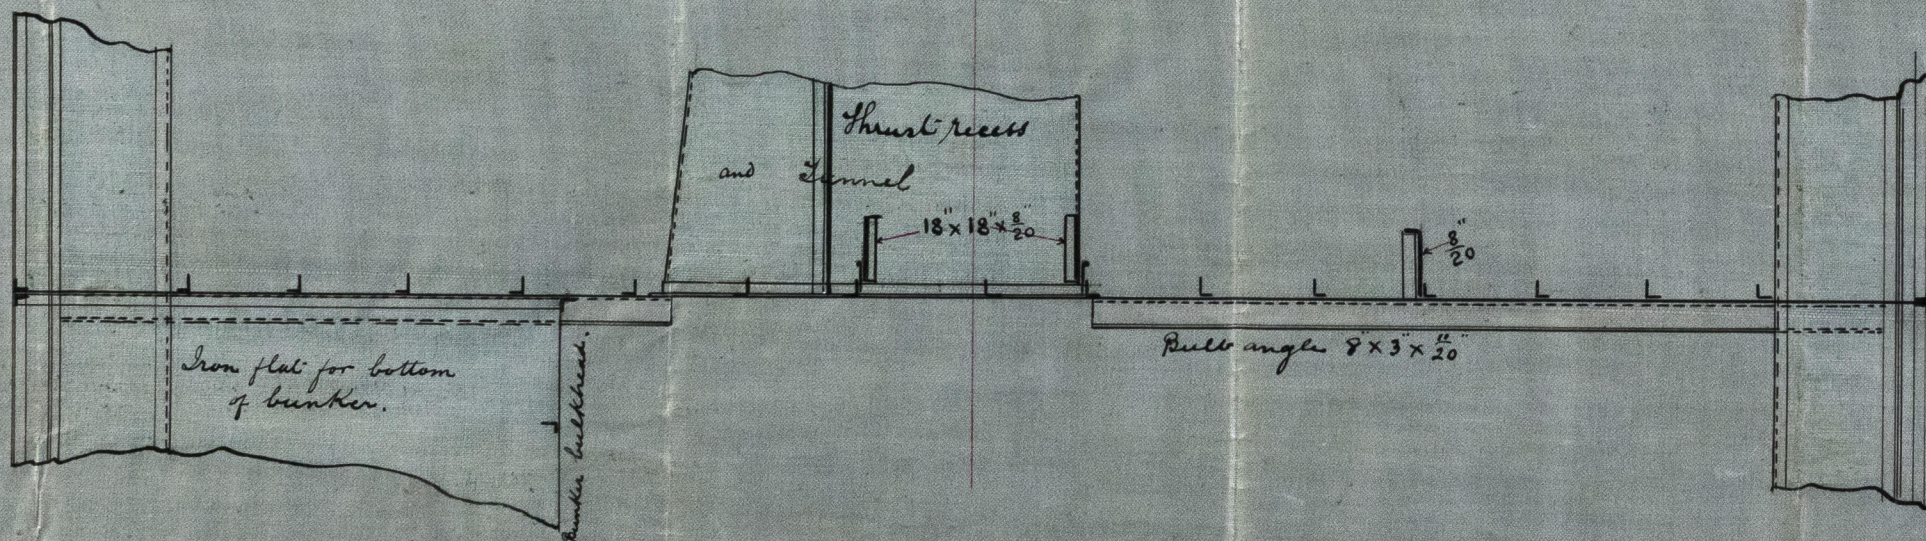 Thrust recess
and Tunnel
18" x 18" x 8/20"
8/20"
Bulb angle 8" x 3" x 11/20"
Iron flat for bottom
of bunker.
Bunker bulkhead.